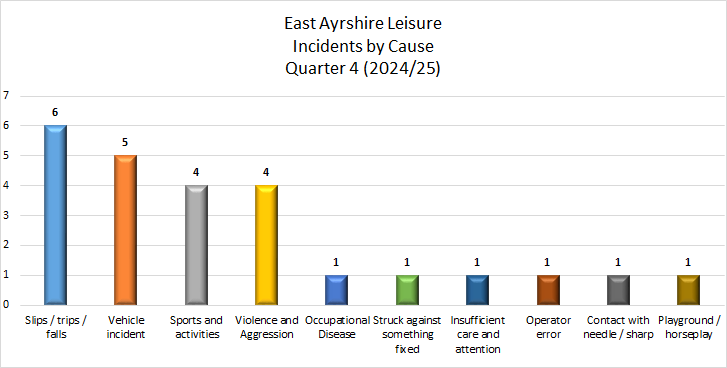 East Ayrshire Leisure
Incidents by Cause
Quarter 4 (2024/25)
7
6
5
4
3
2
1
0
6
5
4
4
1
1
1
1
1
1
Slips / trips /
falls
Vehicle
incident
Sports and
activities
Violence and
Aggression
Occupational
Disease
Struck against
something
fixed
Insufficient
care and
attention
Operator
error
Contact with
needle / sharp
Playground /
horseplay